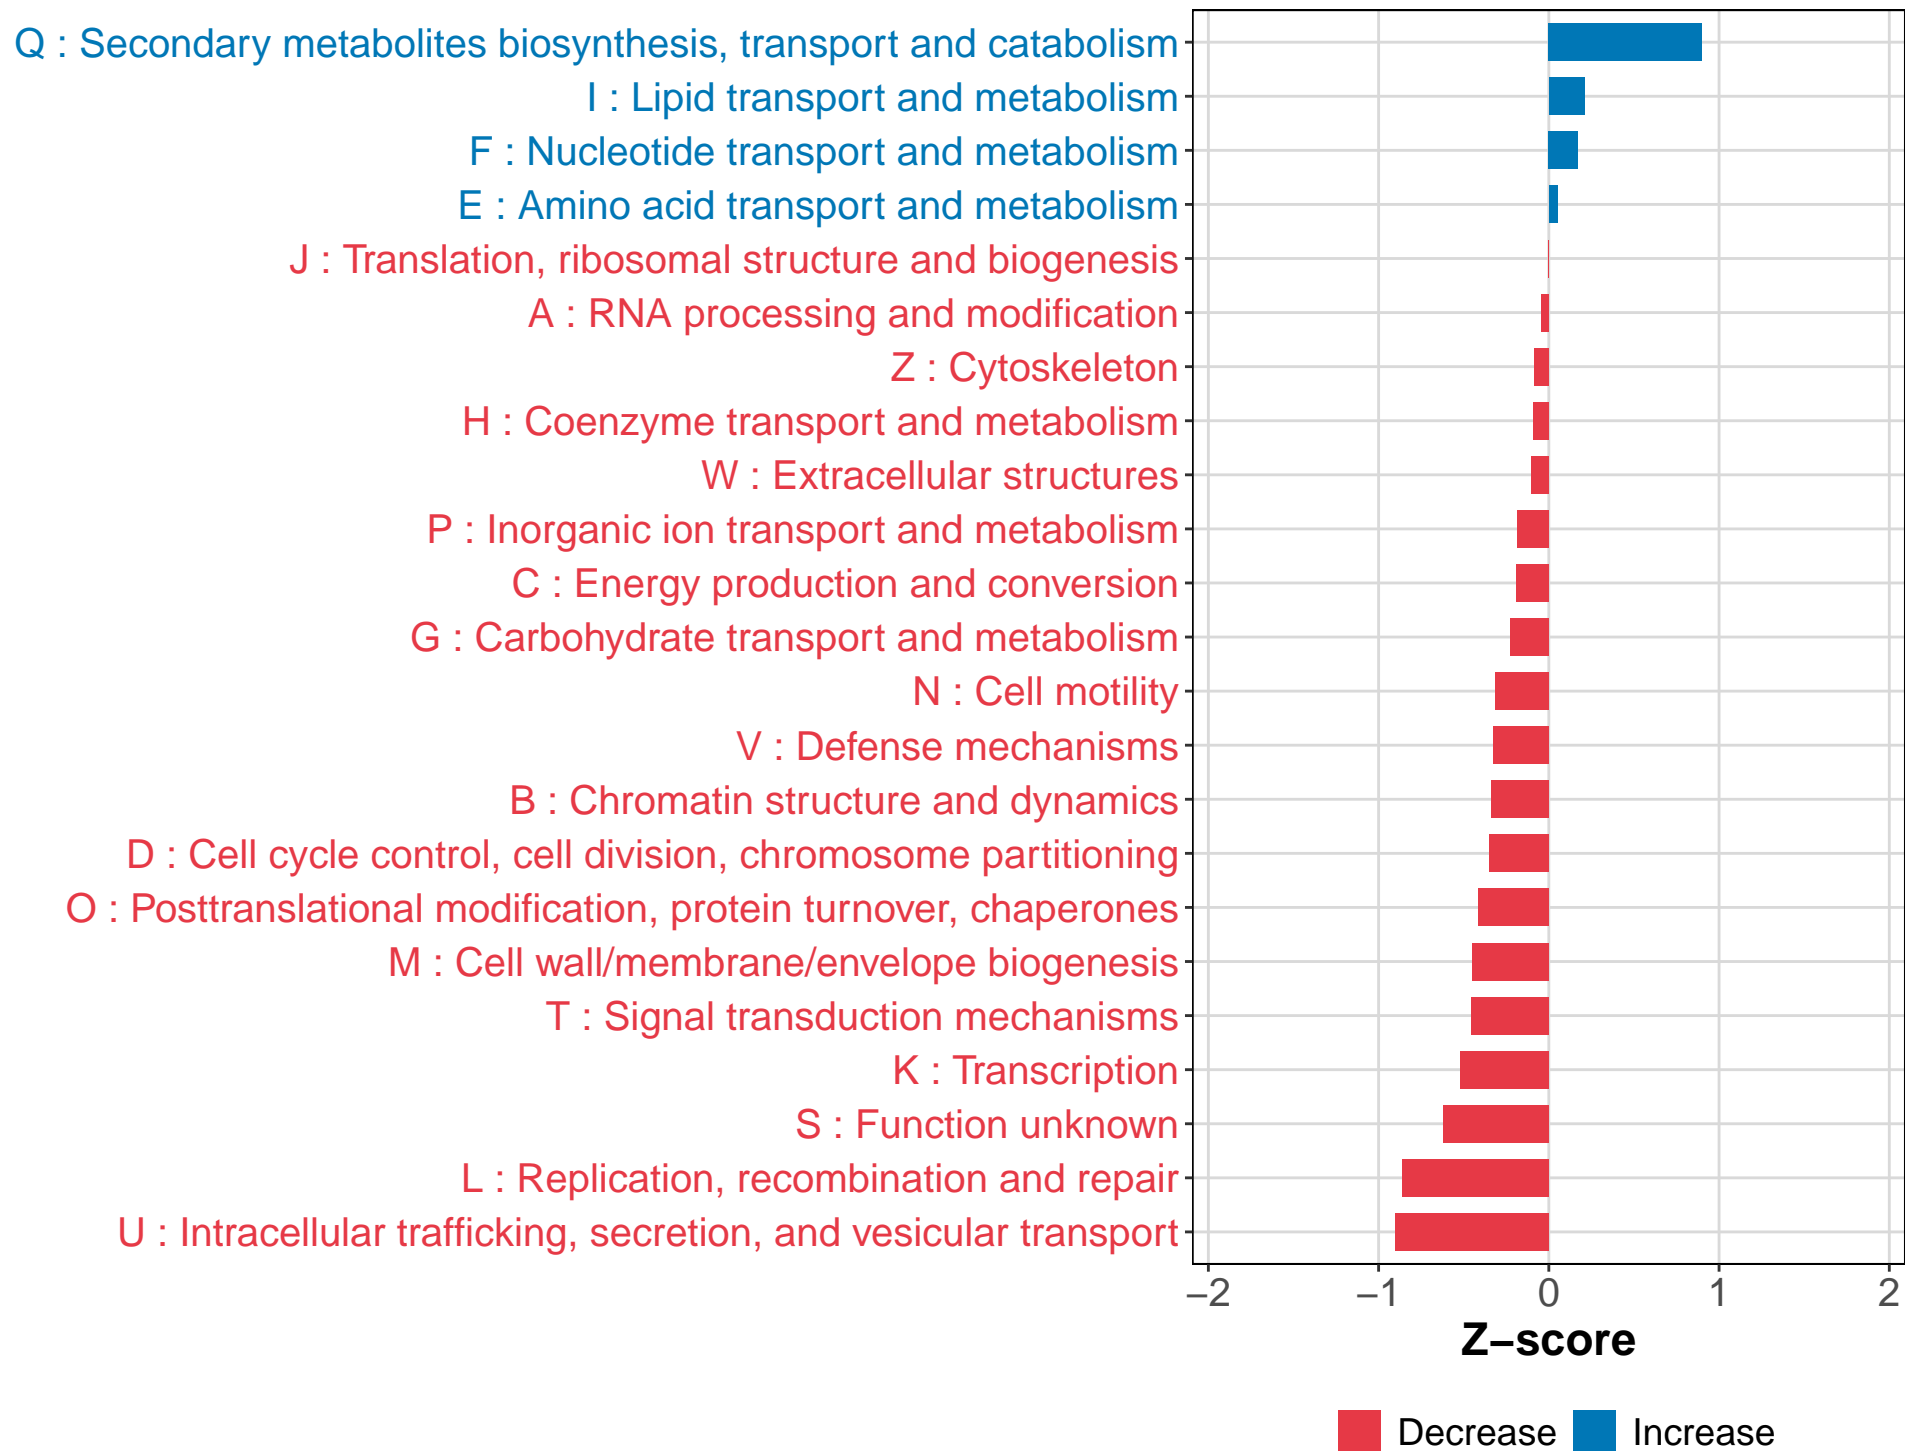 Q : Secondary metabolites biosynthesis, transport and catabolism
I : Lipid transport and metabolism
F : Nucleotide transport and metabolism
E : Amino acid transport and metabolism
J : Translation, ribosomal structure and biogenesis
A : RNA processing and modification
Z : Cytoskeleton
H : Coenzyme transport and metabolism
W : Extracellular structures
P : Inorganic ion transport and metabolism
C : Energy production and conversion
G : Carbohydrate transport and metabolism
N : Cell motility
V : Defense mechanisms
B : Chromatin structure and dynamics
D : Cell cycle control, cell division, chromosome partitioning
O : Posttranslational modification, protein turnover, chaperones
M : Cell wall/membrane/envelope biogenesis
T : Signal transduction mechanisms
K : Transcription
S : Function unknown
L : Replication, recombination and repair
U : Intracellular trafficking, secretion, and vesicular transport
−2 −1 0 1 2
Z−score
Decrease Increase